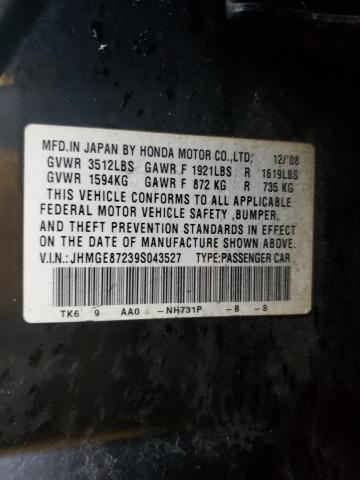 MFD.IN JAPAN BY HONDA MOTOR CO.,LTD; 12/'08
GVWR 3512LBS GAWR F 1921LBS R 1619LBS
GVWR 1594KG GAWR F 872 KG R 735 KG
THIS VEHICLE CONFORMS TO ALL APPLICABLE
FEDERAL MOTOR VEHICLE SAFETY ,BUMPER,
AND THEFT PREVENTION STANDARDS IN EFFECT
ON THE DATE OF MANUFACTURE SHOWN ABOVE.
V.I.N.:JHMGE87239S043527 TYPE:PASSENGER CAR
TK6 9 AA0 -NH731P -B -S